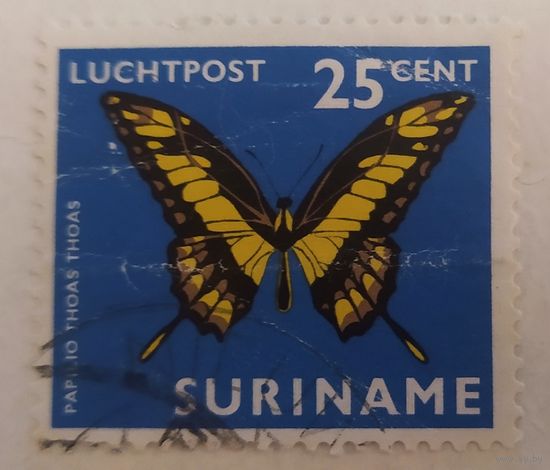 LUCHTPOST 25 CENT
PAPILIO THOAS THOAS
SURINAME